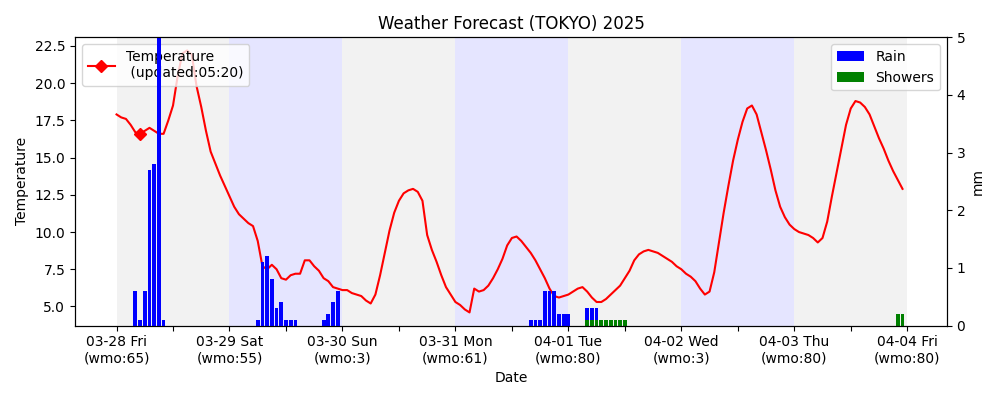 Weather Forecast (TOKYO) 2025
Temperature
(updated:05:20)
Rain
Showers
22.5
20.0
17.5
15.0
12.5
10.0
7.5
5.0
Temperature
5
4
3
2
1
0
mm
03-28 Fri
(wmo:65)
03-29 Sat
(wmo:55)
03-30 Sun
(wmo:3)
03-31 Mon
(wmo:61)
04-01 Tue
(wmo:80)
04-02 Wed
(wmo:3)
04-03 Thu
(wmo:80)
04-04 Fri
(wmo:80)
Date